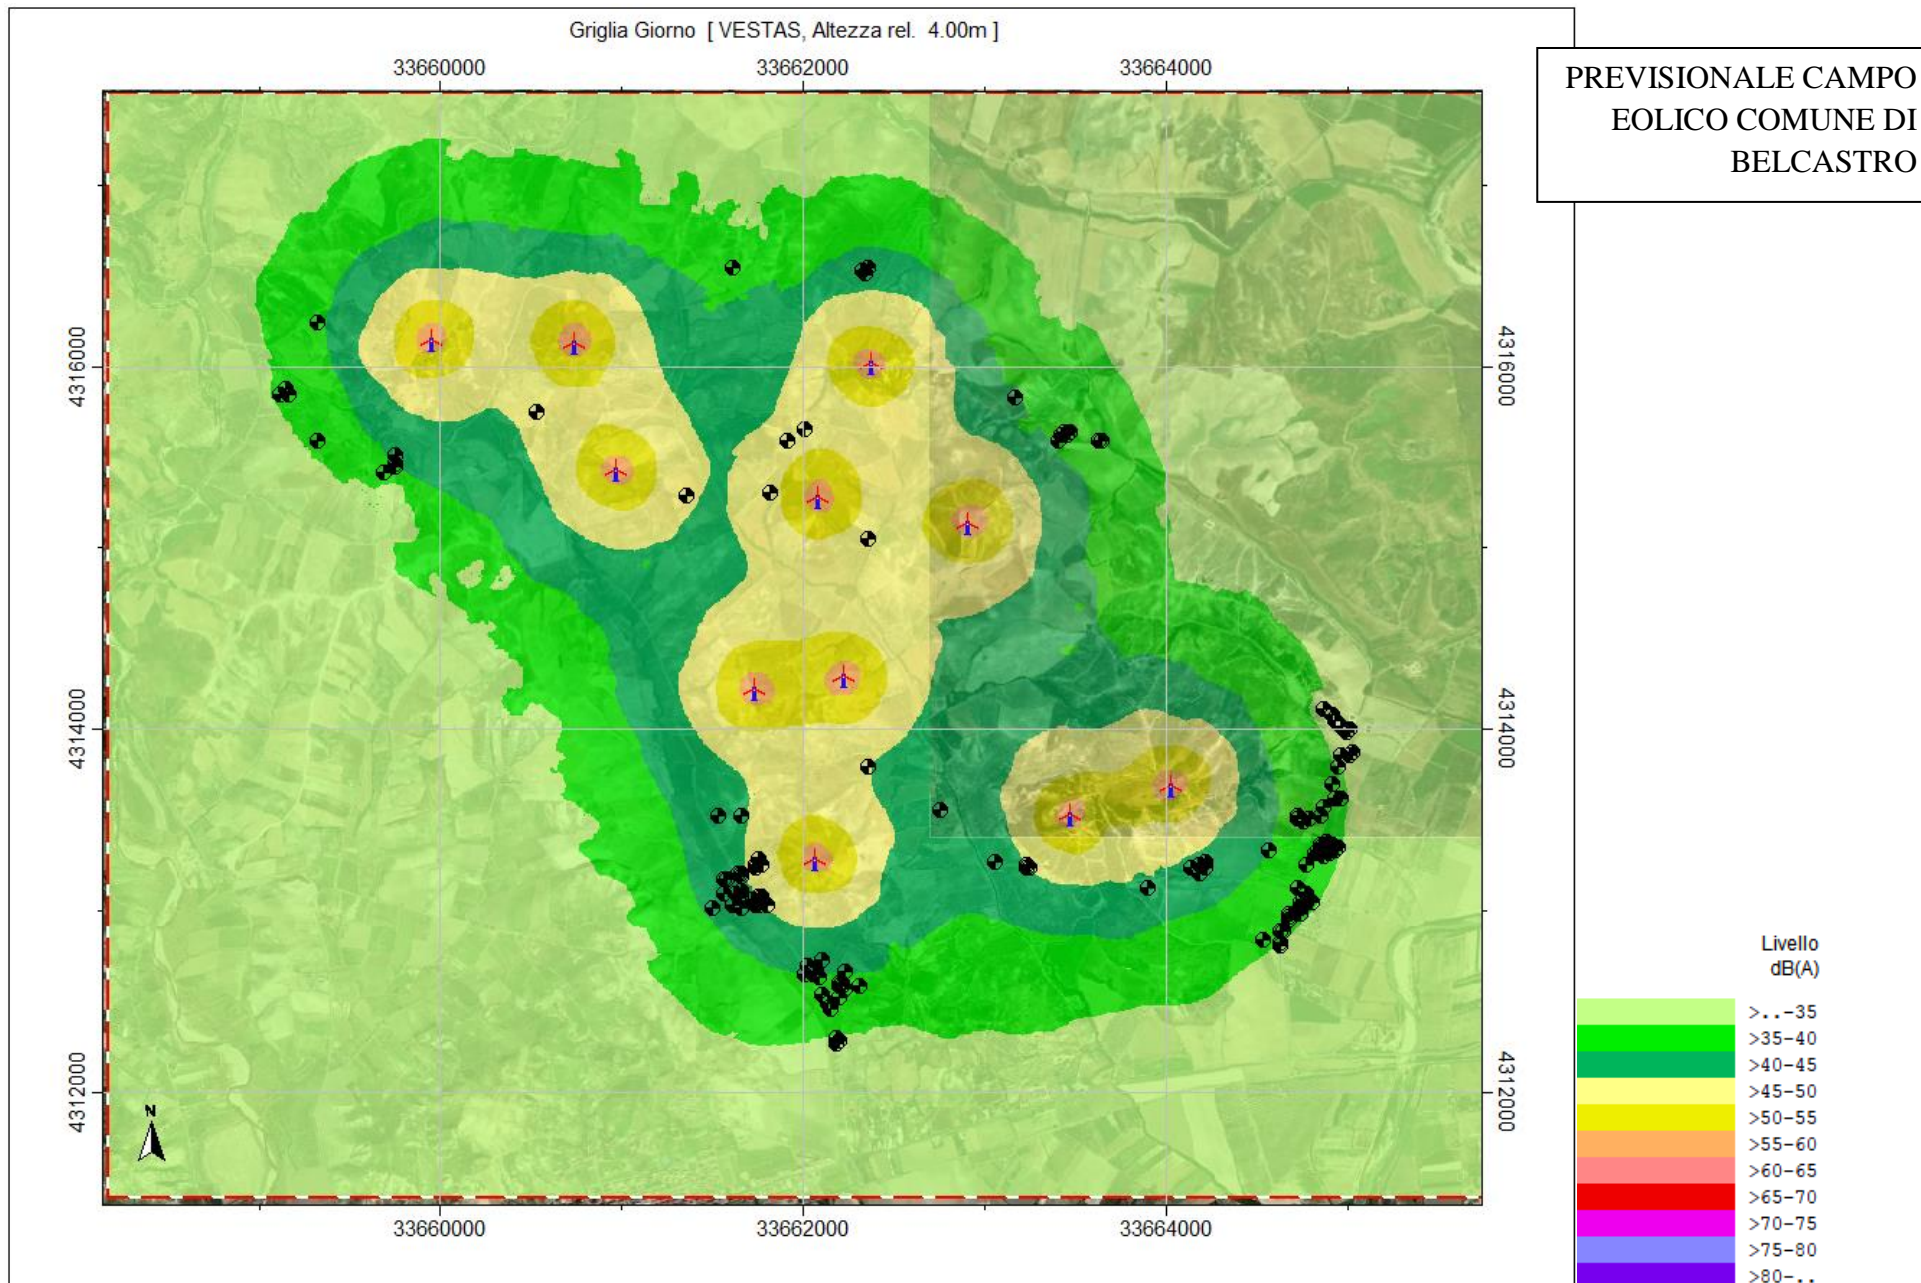 Griglia Giorno [ VESTAS, Altezza rel. 4.00m ]
33660000 33662000 33664000
PREVISIONALE CAMPO
EOLICO COMUNE DI
BELCASTRO
4316000 4316000
4314000 4314000
4312000 4312000
N
33660000 33662000 33664000
Livello
dB(A)
>..-35
>35-40
>40-45
>45-50
>50-55
>55-60
>60-65
>65-70
>70-75
>75-80
>80-..